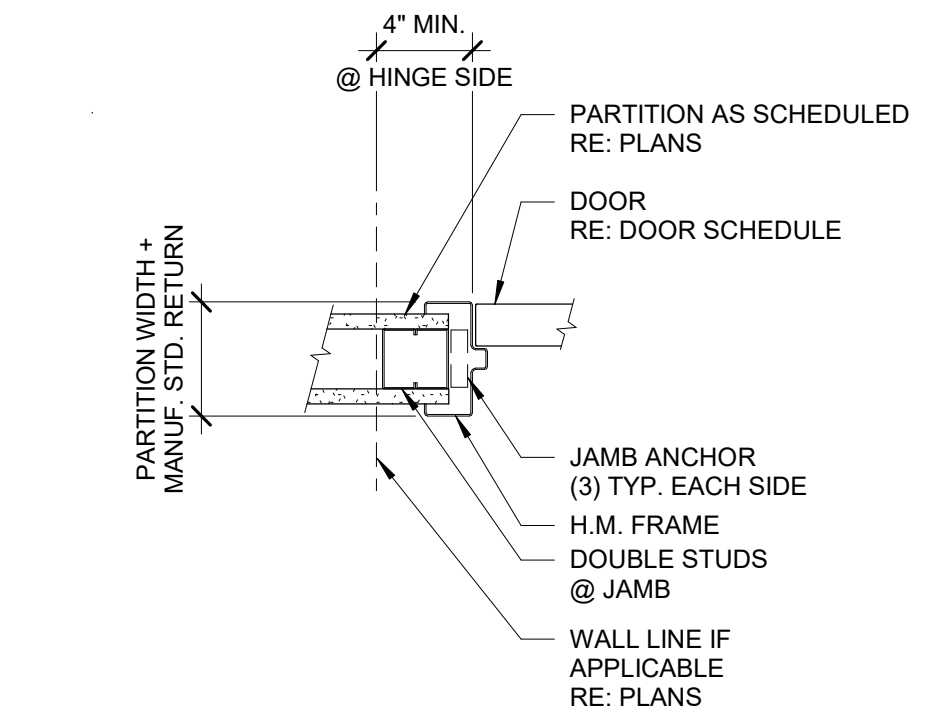 4" MIN.
@ HINGE SIDE
PARTITION AS SCHEDULED
RE: PLANS
DOOR
RE: DOOR SCHEDULE
PARTITION WIDTH +
MANUF. STD. RETURN
JAMB ANCHOR
(3) TYP. EACH SIDE
H.M. FRAME
DOUBLE STUDS
@ JAMB
WALL LINE IF
APPLICABLE
RE: PLANS